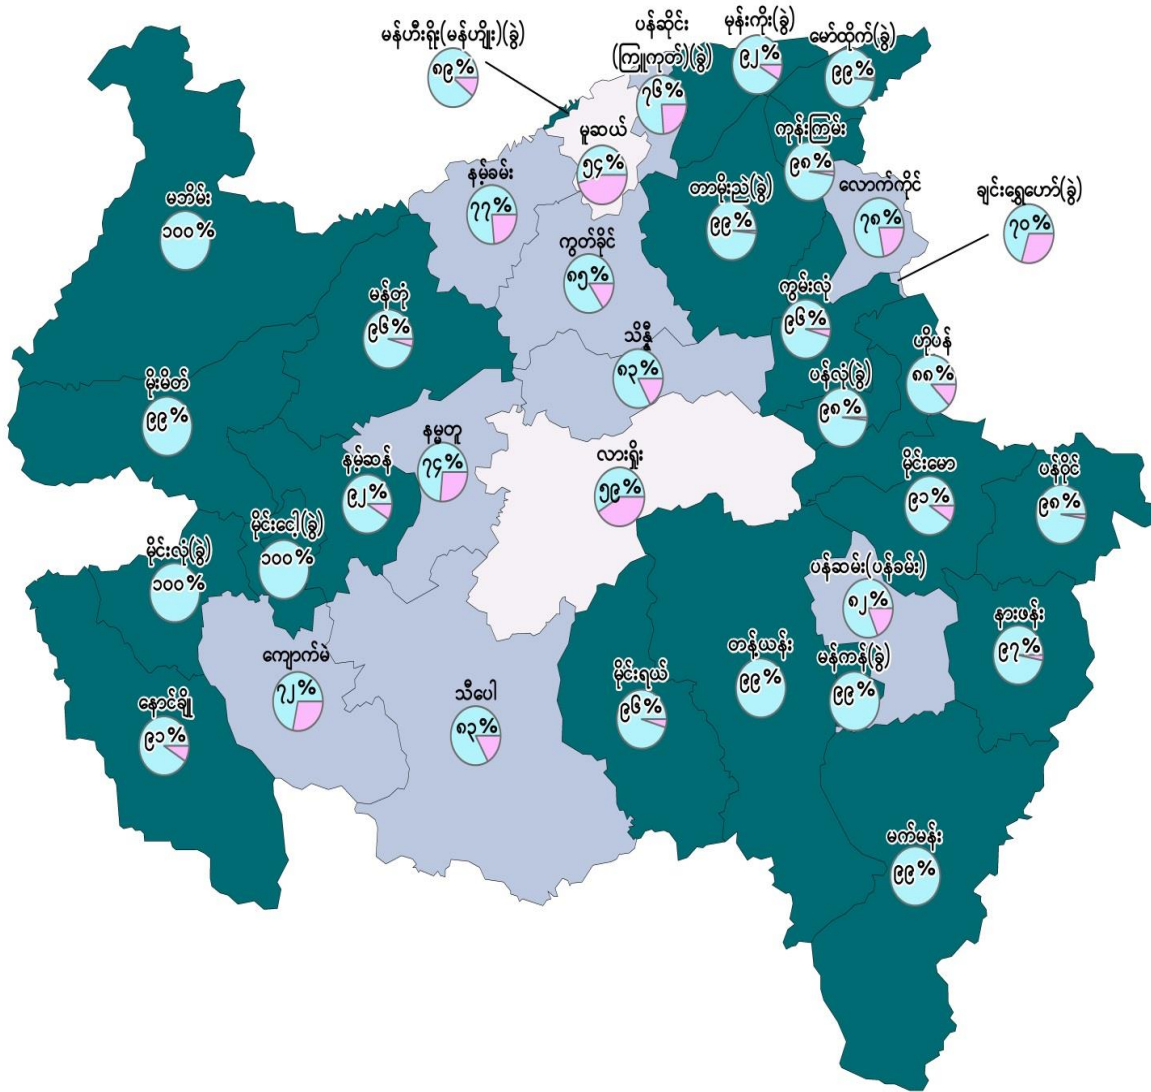 မန်ဟီးရိုး(မန်ဟျိုး)(ခွဲ)
၈၉%
ပန်ဆိုင်း
(ကြူကုတ်)(ခွဲ)
၇၆%
မုန်းကိုး(ခွဲ)
၉၂%
မော်ထိုက်(ခွဲ)
၉၉%
မူဆယ်
၅၄%
ကုန်းကြမ်း
၉၈%
နမ့်ခမ်း
၇၇%
တာမိုးညဲ(ခွဲ)
၉၉%
လောက်ကိုင်
၇၈%
ချင်းရွှေဟော်(ခွဲ)
၇၀%
မဘိမ်း
၁၀၀%
ကွတ်ခိုင်
၈၅%
မန်တုံ
၉၆%
ကွမ်းလုံ
၉၆%
သိန္နီ
၈၃%
ဟိုပန်
၈၈%
မိုးမိတ်
၉၉%
ပန်လုံ(ခွဲ)
၉၈%
နမ္မတူ
၇၄%
နမ့်ဆန်
၉၂%
လားရှိုး
၅၉%
မိုင်းမော
၉၁%
ပန်ဝိုင်
၉၈%
မိုင်းငေါ့(ခွဲ)
၁၀၀%
မိုင်းလုံ(ခွဲ)
၁၀၀%
ပန်ဆမ်း(ပန်ခမ်း)
၈၂%
နားဖန်း
၉၇%
ကျောက်မဲ
၇၂%
မိုင်းရယ်
၉၆%
တန့်ယန်း
၉၉%
မန်ကန်(ခွဲ)
၉၉%
နောင်ချို
၉၁%
သီပေါ
၈၃%
မက်မန်း
၉၉%